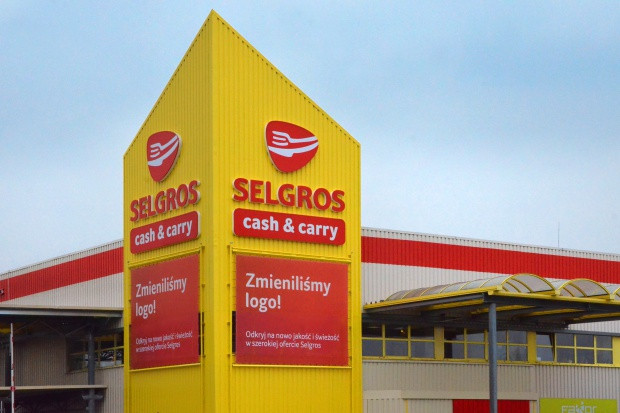 SELGROS
cash & carry
Zmieniliśmy
logo!
Odkryj na nowo jakość i świeżość
w szerokiej ofercie Selgros
SELGROS
cash & carry
Zmieniliśmy
logo!
Odkryj na nowo jakość i świeżość
w szerokiej ofercie Selgros